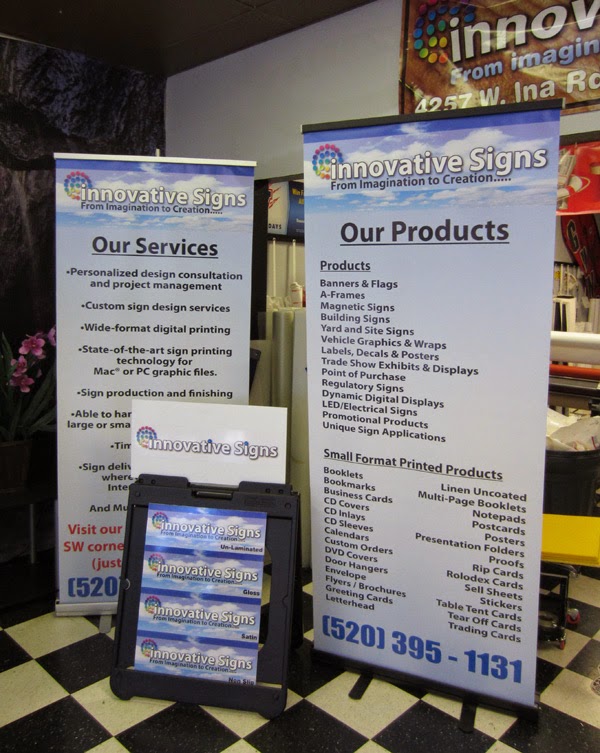 innov
From imagin
4257 W. Ina Rd
innovative Signs
From Imagination to Creation.....
Our Services
•Personalized design consultation
and project management
•Custom sign design services
•Wide-format digital printing
•State-of-the-art sign printing
technology for
Mac® or PC graphic files.
•Sign production and finishing
•Able to han
large or sma
Tim
•Sign deliv
where
Inte
And Mu
Visit our
SW corne
(just
(520)
DAYS
innovative Signs
innovative Signs
From Imagination to Creation
Un-Laminated
innovative Signs
From Imagination to Creation
Gloss
innovative Signs
From Imagination to Creation
Satin
innovative Signs
From Imagination to Creation
Non Slip
innovative Signs
From Imagination to Creation.....
Our Products
Products
Banners & Flags
A-Frames
Magnetic Signs
Building Signs
Yard and Site Signs
Vehicle Graphics & Wraps
Labels, Decals & Posters
Trade Show Exhibits & Displays
Point of Purchase
Regulatory Signs
Dynamic Digital Displays
LED/Electrical Signs
Promotional Products
Unique Sign Applications
Small Format Printed Products
Booklets
Bookmarks
Business Cards
CD Covers
CD Inlays
CD Sleeves
Calendars
Custom Orders
DVD Covers
Door Hangers
Envelope
Flyers / Brochures
Greeting Cards
Letterhead
Linen Uncoated
Multi-Page Booklets
Notepads
Postcards
Posters
Presentation Folders
Proofs
Rip Cards
Rolodex Cards
Sell Sheets
Stickers
Table Tent Cards
Tear Off Cards
Trading Cards
(520) 395 - 1131